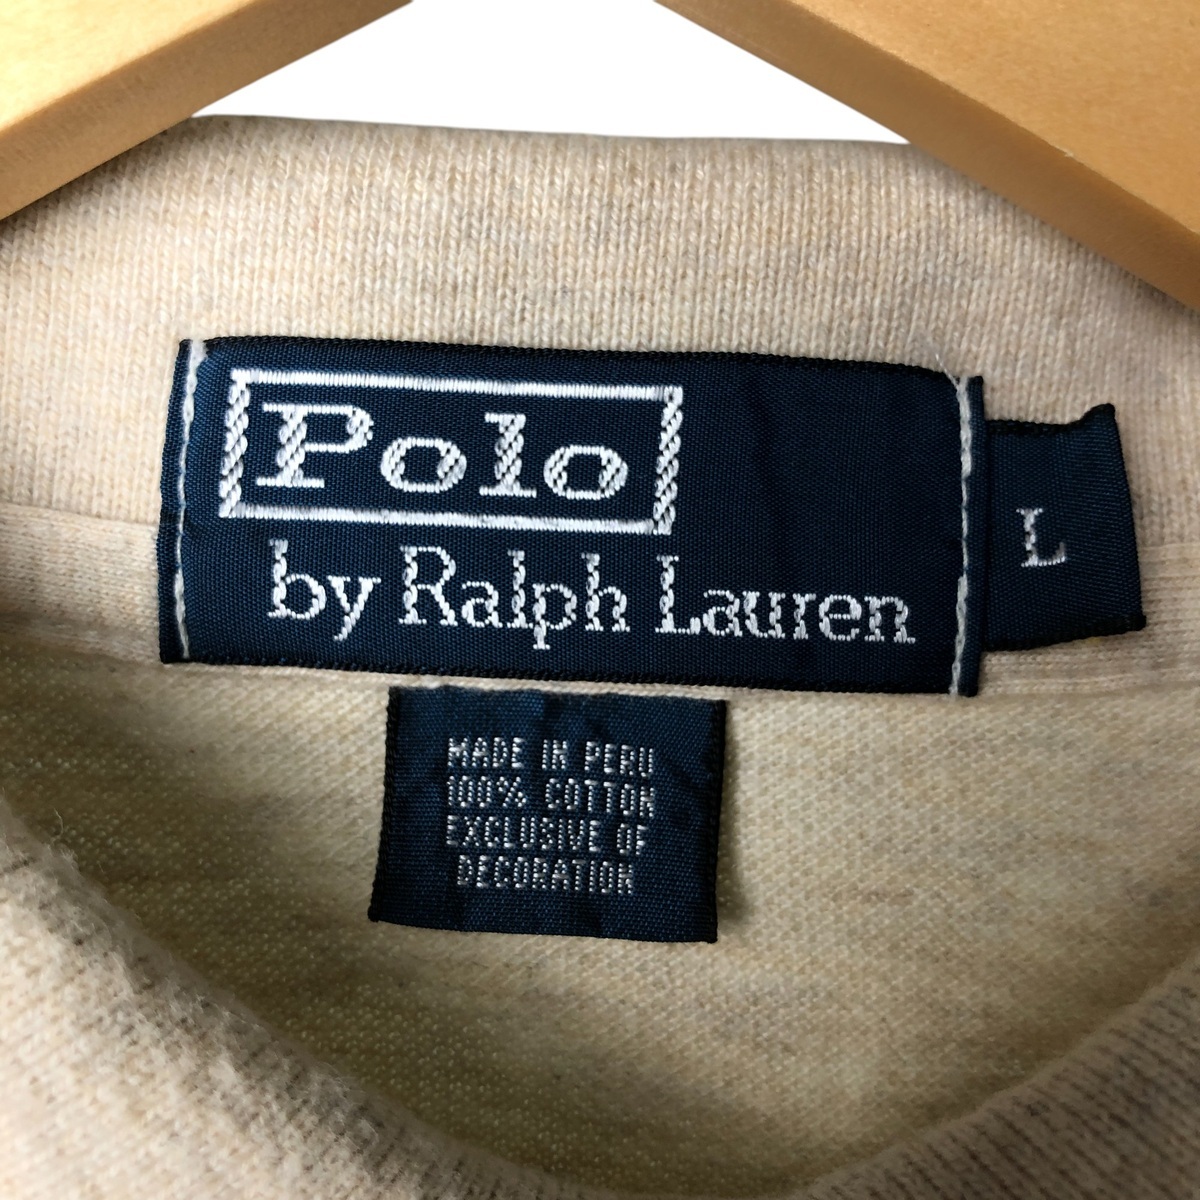 Polo
by Ralph Lauren
L
MADE IN PERU
100% COTTON
EXCLUSIVE OF
DECORATION